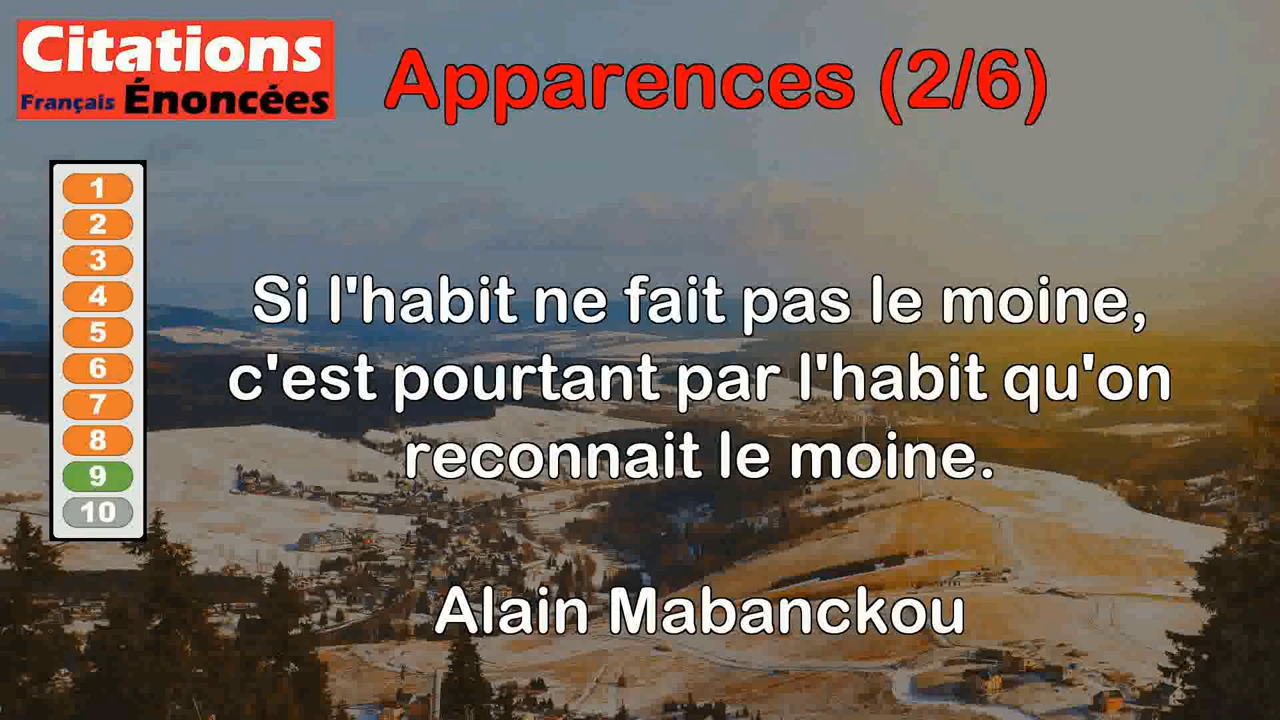 Citations
Français Énoncées
Apparences (2/6)
1
2
3
4
5
6
7
8
9
10
Si l'habit ne fait pas le moine,
c'est pourtant par l'habit qu'on
reconnait le moine.
Alain Mabanckou